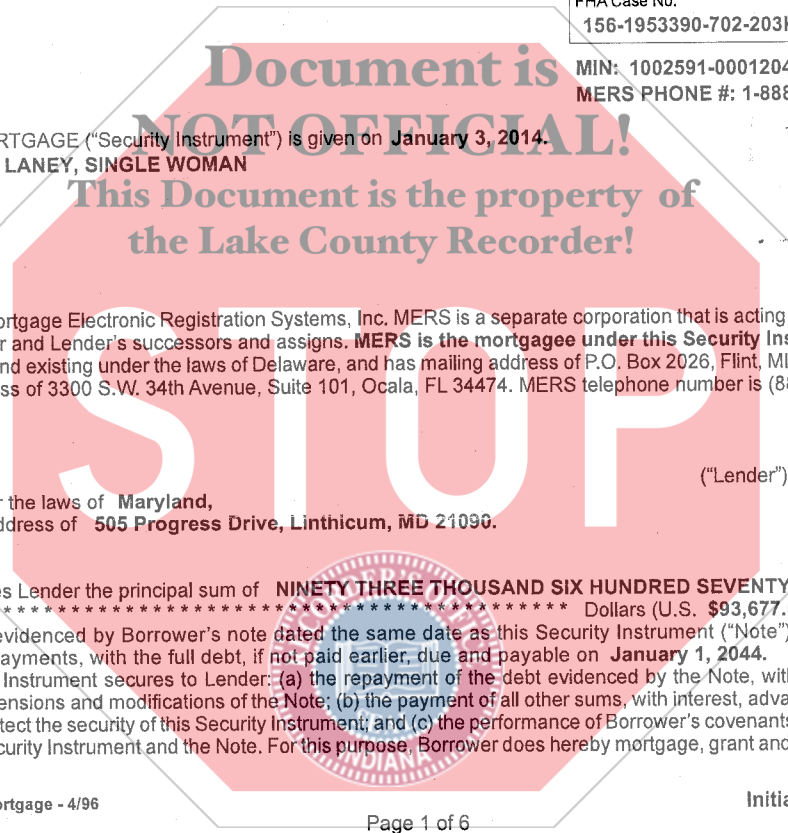 FHA Case No.
156-1953390-702-203
MIN: 1002591-0001204
MERS PHONE #: 1-888
Document is
NOT OFFICIAL!
This Document is the property of
the Lake County Recorder!
RTGAGE ("Security Instrument") is given on January 3, 2014.
LANEY, SINGLE WOMAN
ortgage Electronic Registration Systems, Inc. MERS is a separate corporation that is acting
r and Lender's successors and assigns. MERS is the mortgagee under this Security Ins
nd existing under the laws of Delaware, and has mailing address of P.O. Box 2026, Flint, MI
ss of 3300 S.W. 34th Avenue, Suite 101, Ocala, FL 34474. MERS telephone number is (88
STOP
("Lender")
r the laws of Maryland,
ddress of 505 Progress Drive, Linthicum, MD 21090.
es Lender the principal sum of NINETY THREE THOUSAND SIX HUNDRED SEVENTY
* * * * * * * * * * * * * * * * * * * * * * * * * * * * * * * * * * * * * * * * * * * * * * Dollars (U.S. $93,677.
evidenced by Borrower's note dated the same date as this Security Instrument ("Note")
ayments, with the full debt, if not paid earlier, due and payable on January 1, 2044.
Instrument secures to Lender: (a) the repayment of the debt evidenced by the Note, wit
ensions and modifications of the Note; (b) the payment of all other sums, with interest, adva
otect the security of this Security Instrument; and (c) the performance of Borrower's covenants
curity Instrument and the Note. For this purpose, Borrower does hereby mortgage, grant and
RECORDER'S OFFICE
INDIANA
ortgage - 4/96
Initia
Page 1 of 6